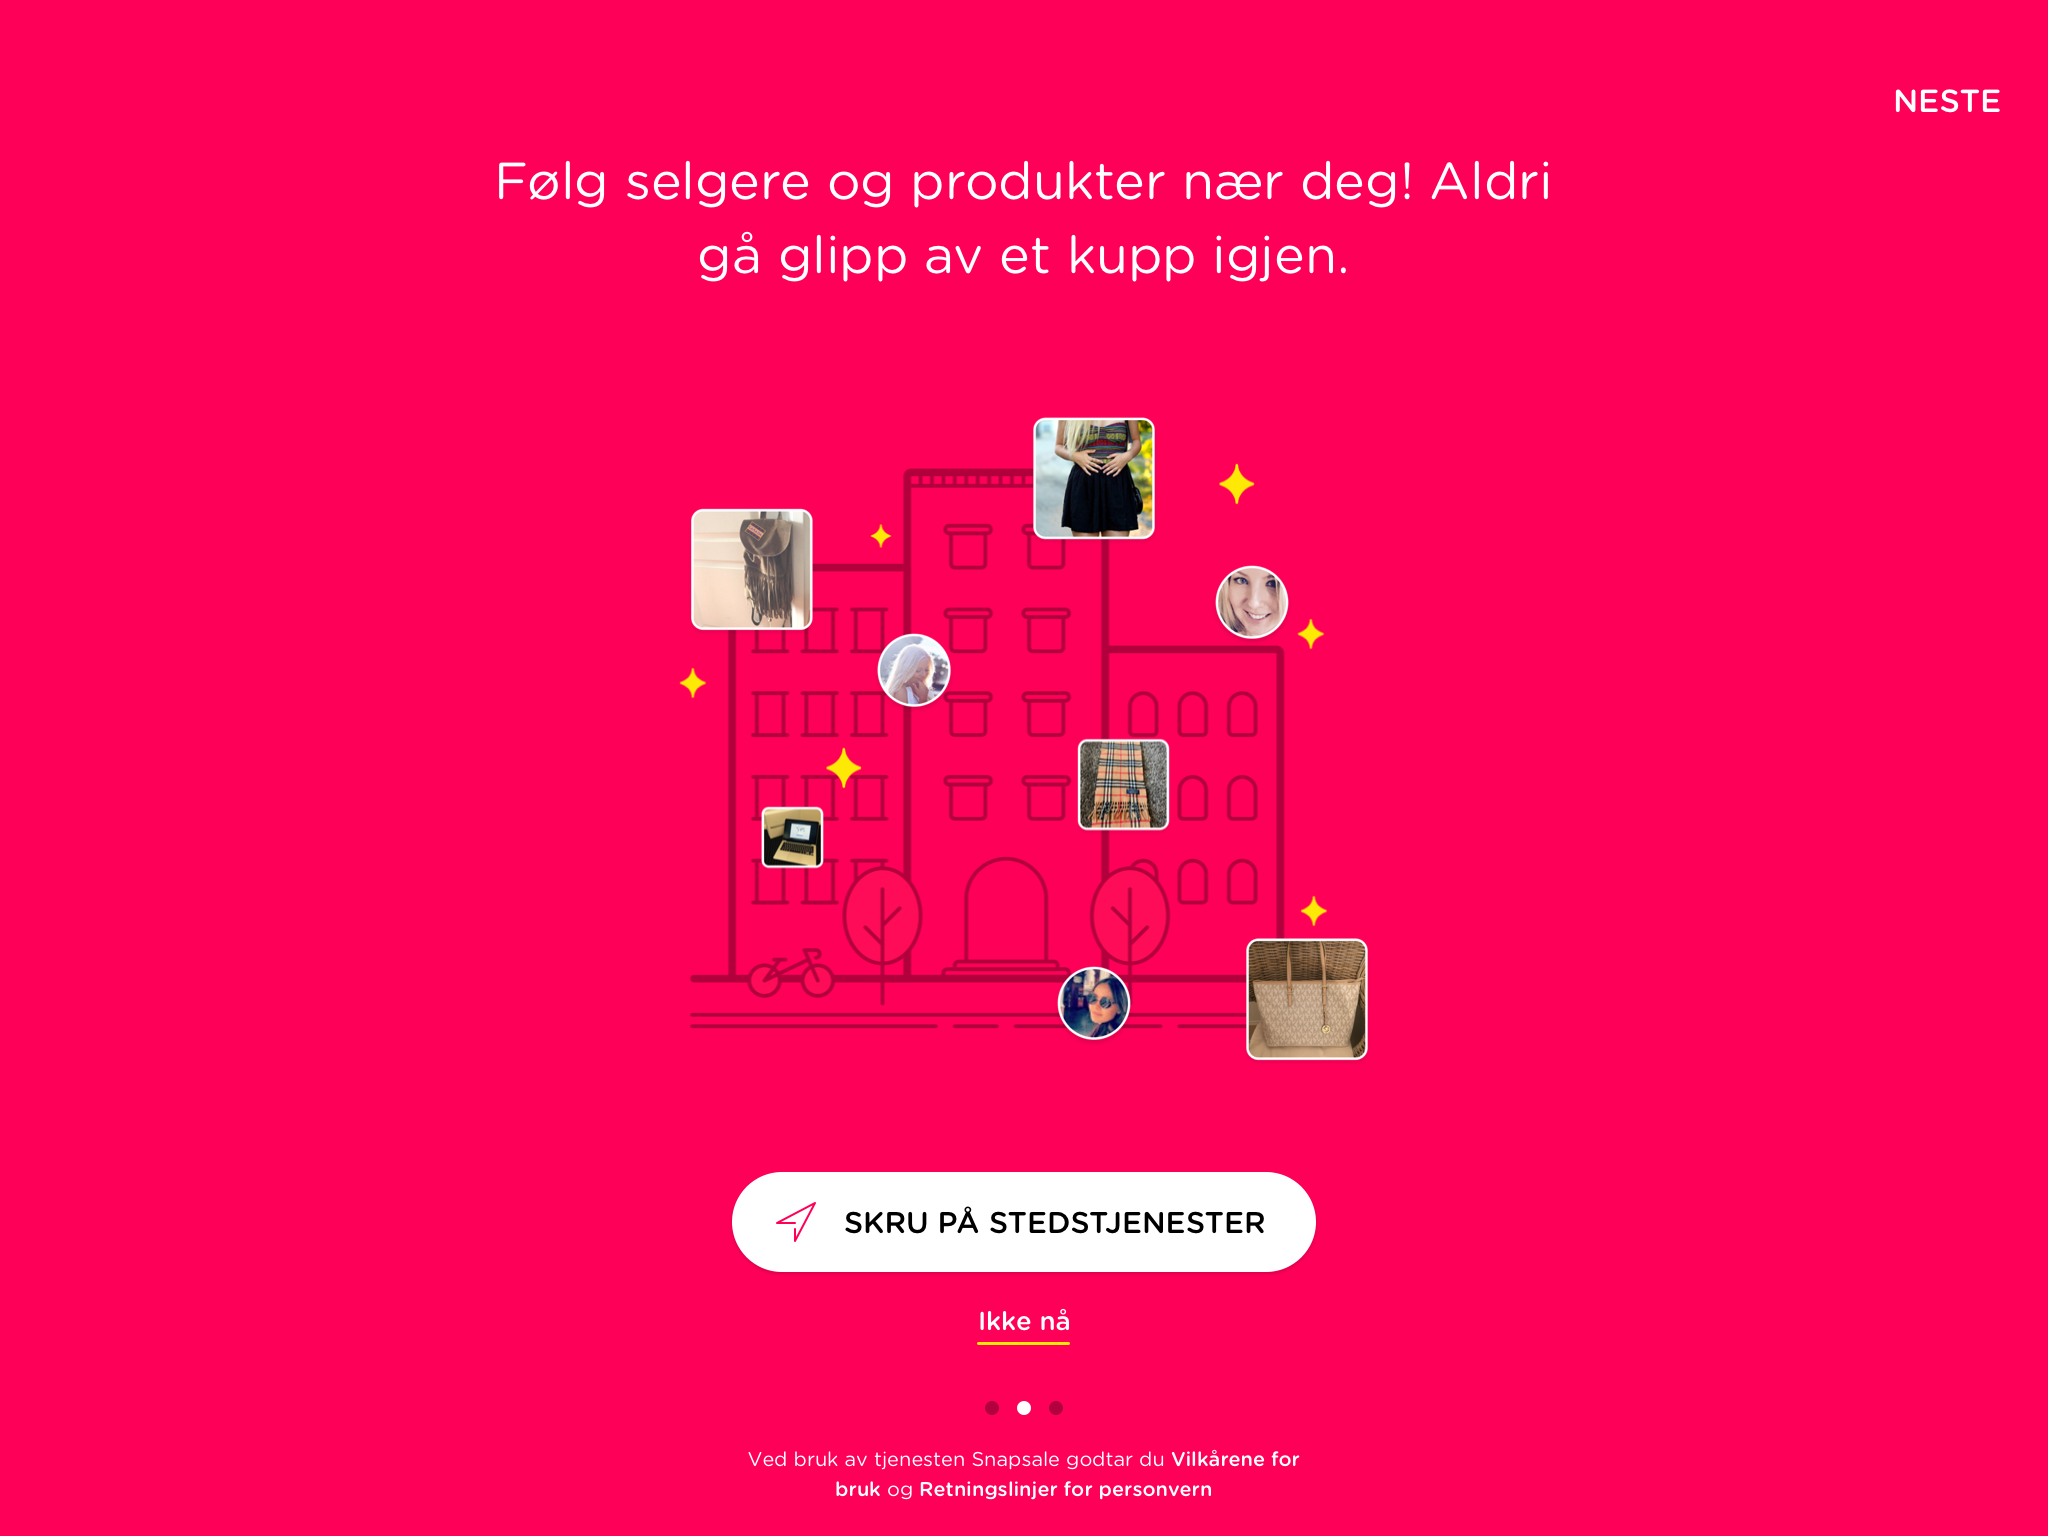 NESTE
Følg selgere og produkter nær deg! Aldri
gå glipp av et kupp igjen.
SKRU PÅ STEDSTJENESTER
Ikke nå
Ved bruk av tjenesten Snapsale godtar du Vilkårene for
bruk og Retningslinjer for personvern